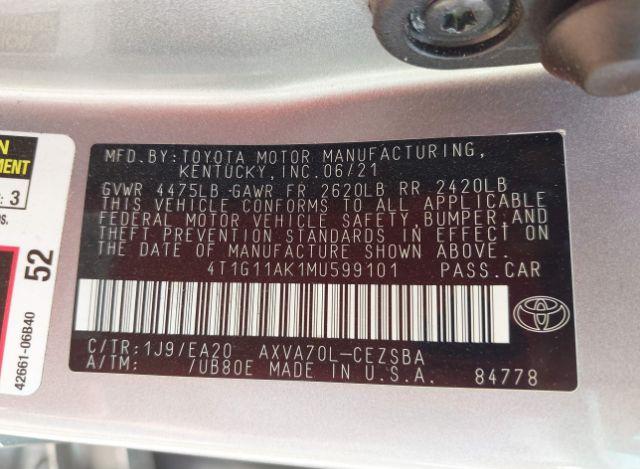 MFD.BY:TOYOTA MOTOR MANUFACTURING,
KENTUCKY,INC.06/21
GVWR 4475LB GAWR FR 2620LB RR 2420LB
THIS VEHICLE CONFORMS TO ALL APPLICABLE
FEDERAL MOTOR VEHICLE SAFETY,BUMPER,AND
THEFT PREVENTION STANDARDS IN EFFECT ON
THE DATE OF MANUFACTURE SHOWN ABOVE.
4T1G11AK1MU599101 PASS.CAR
C/TR:1J9/EA20 AXVA70L-CEZSBA
A/TM: /UB80E MADE IN U.S.A. 84778
: 3
52
42661-06B40